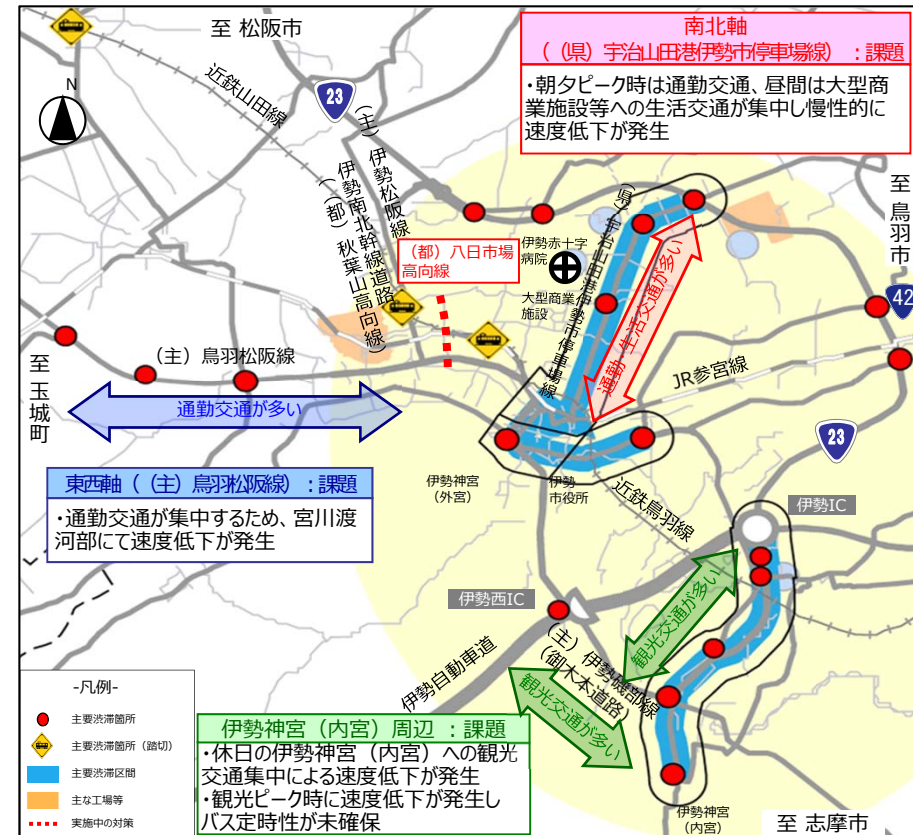 至 松阪市
南北軸
（（県）宇治山田港伊勢市停車場線）：課題
・朝夕ピーク時は通勤交通、昼間は大型商
業施設等への生活交通が集中し慢性的に
速度低下が発生
N
近鉄山田線
23
（主）伊勢松阪線
伊勢南北幹線道路
（都）秋葉山高向線）
（都）八日市場
高向線
伊勢赤十字
病院
大型商業
施設
（県）宇治山田港伊勢市停車場線
通勤・生活交通が多い
至 鳥羽市
42
JR参宮線
至 玉城町
（主）鳥羽松阪線
通勤交通が多い
23
東西軸（（主）鳥羽松阪線）：課題
・通勤交通が集中するため、宮川渡
河部にて速度低下が発生
伊勢神宮
（外宮）
伊勢
市役所
近鉄鳥羽線
伊勢IC
伊勢西IC
観光交通が多い
（主）伊勢磯部線
（御木本道路）
伊勢自動車道
観光交通が多い
-凡例-
主要渋滞箇所
主要渋滞箇所（踏切）
主要渋滞区間
主な工場等
実施中の対策
伊勢神宮（内宮）周辺 ：課題
・休日の伊勢神宮（内宮）への観光
交通集中による速度低下が発生
・観光ピーク時に速度低下が発生し
バス定時性が未確保
伊勢神宮
（内宮）
至 志摩市